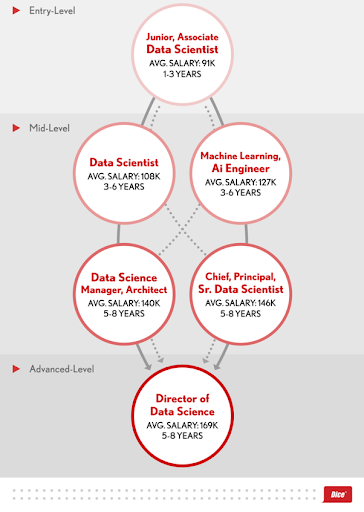 Entry-Level
Junior, Associate
Data Scientist
AVG. SALARY: 91K
1-3 YEARS
Mid-Level
Data Scientist
AVG. SALARY: 108K
3-6 YEARS
Machine Learning,
Ai Engineer
AVG. SALARY: 127K
3-6 YEARS
Data Science
Manager, Architect
AVG. SALARY: 140K
5-8 YEARS
Chief, Principal,
Sr. Data Scientist
AVG. SALARY: 146K
5-8 YEARS
Advanced-Level
Director of
Data Science
AVG. SALARY: 169K
5-8 YEARS
Dice